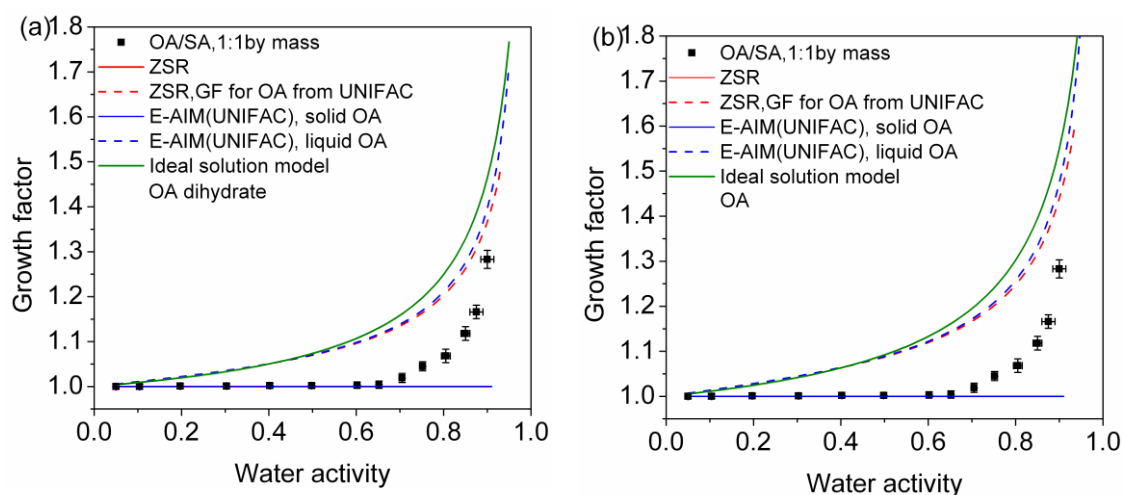 (a)
1.8
1.7
1.6
1.5
1.4
1.3
1.2
1.1
1.0
Growth factor
OA/SA,1:1by mass
ZSR
ZSR,GF for OA from UNIFAC
E-AIM(UNIFAC), solid OA
E-AIM(UNIFAC), liquid OA
Ideal solution model
OA dihydrate
0.0 0.2 0.4 0.6 0.8 1.0
Water activity
(b)
1.8
1.7
1.6
1.5
1.4
1.3
1.2
1.1
1.0
Growth factor
OA/SA,1:1by mass
ZSR
ZSR,GF for OA from UNIFAC
E-AIM(UNIFAC), solid OA
E-AIM(UNIFAC), liquid OA
Ideal solution model
OA
0.0 0.2 0.4 0.6 0.8 1.0
Water activity